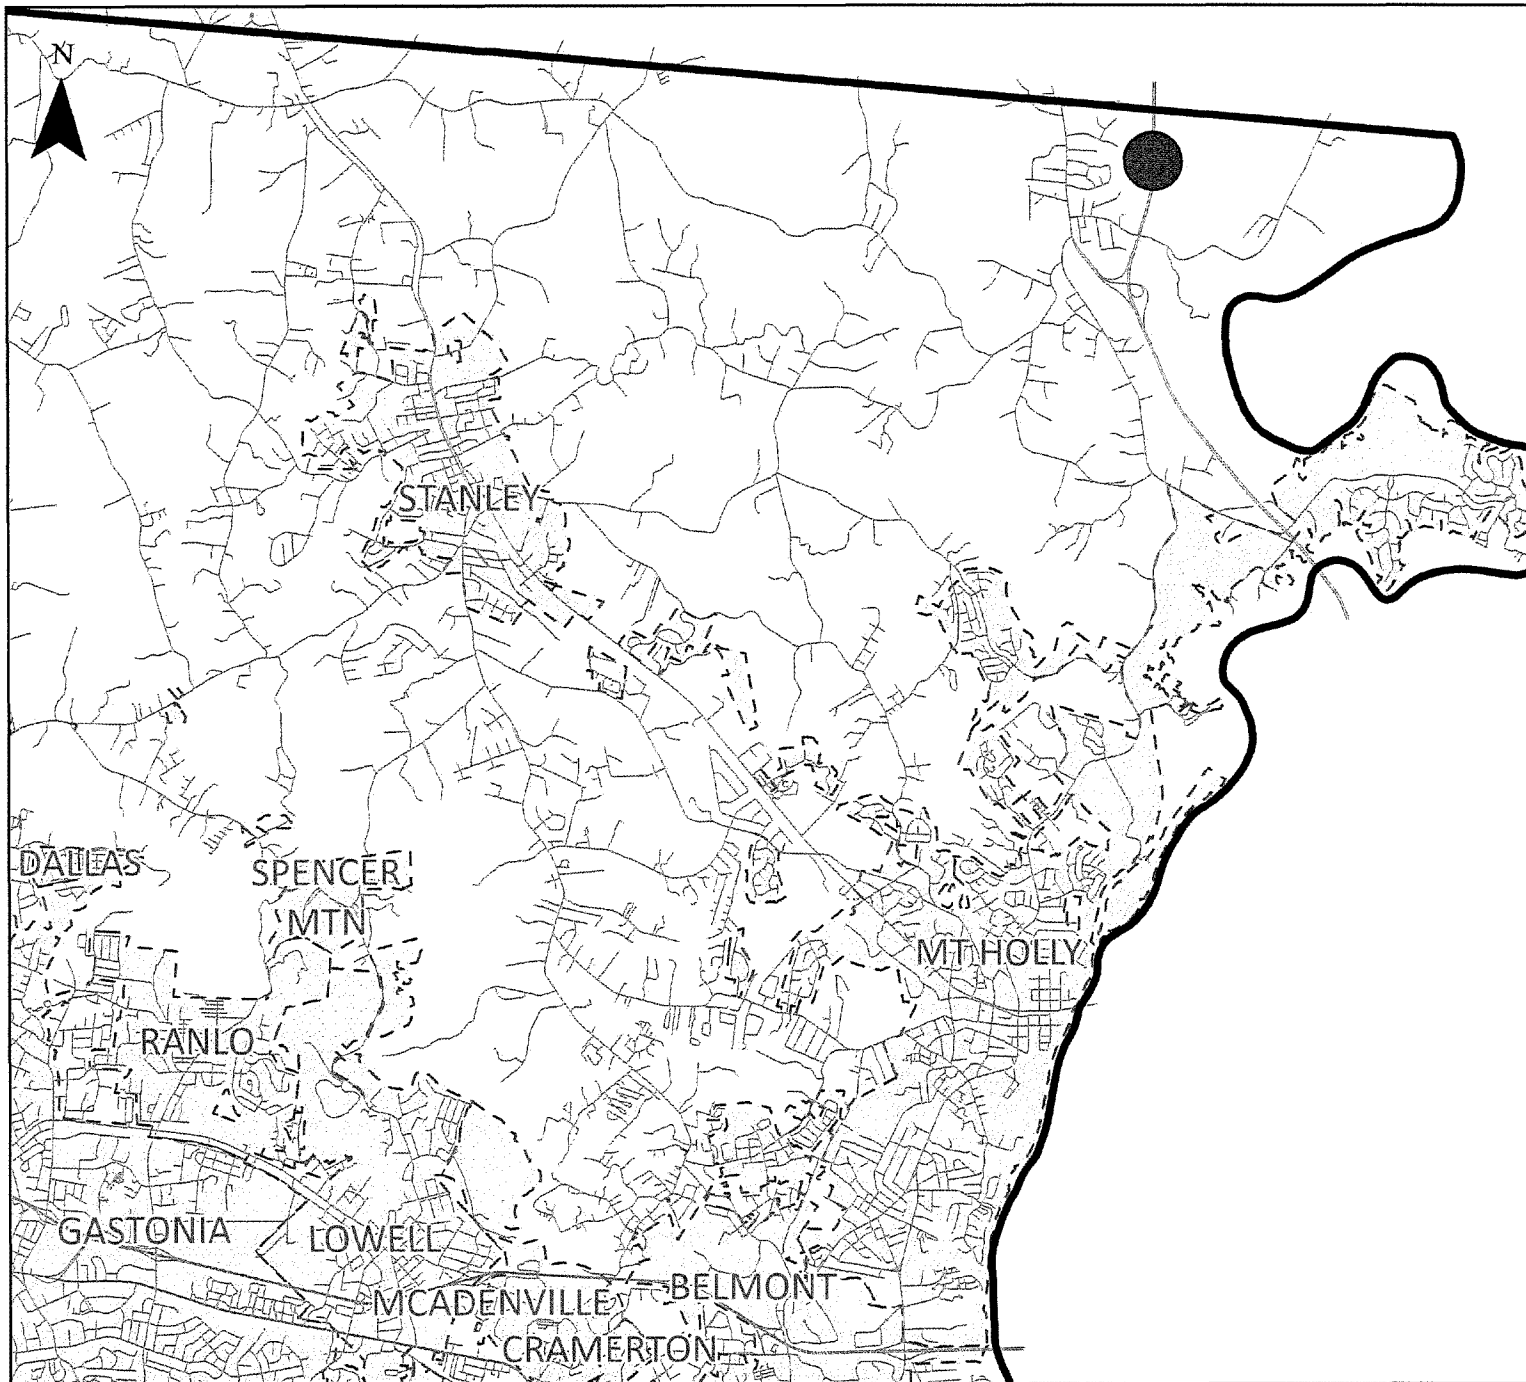 N
STANLEY
DALLAS
SPENCER
MTN
MT HOLLY
RANLO
GASTONIA
LOWELL
BELMONT
MCADENVILLE
CRAMERTON